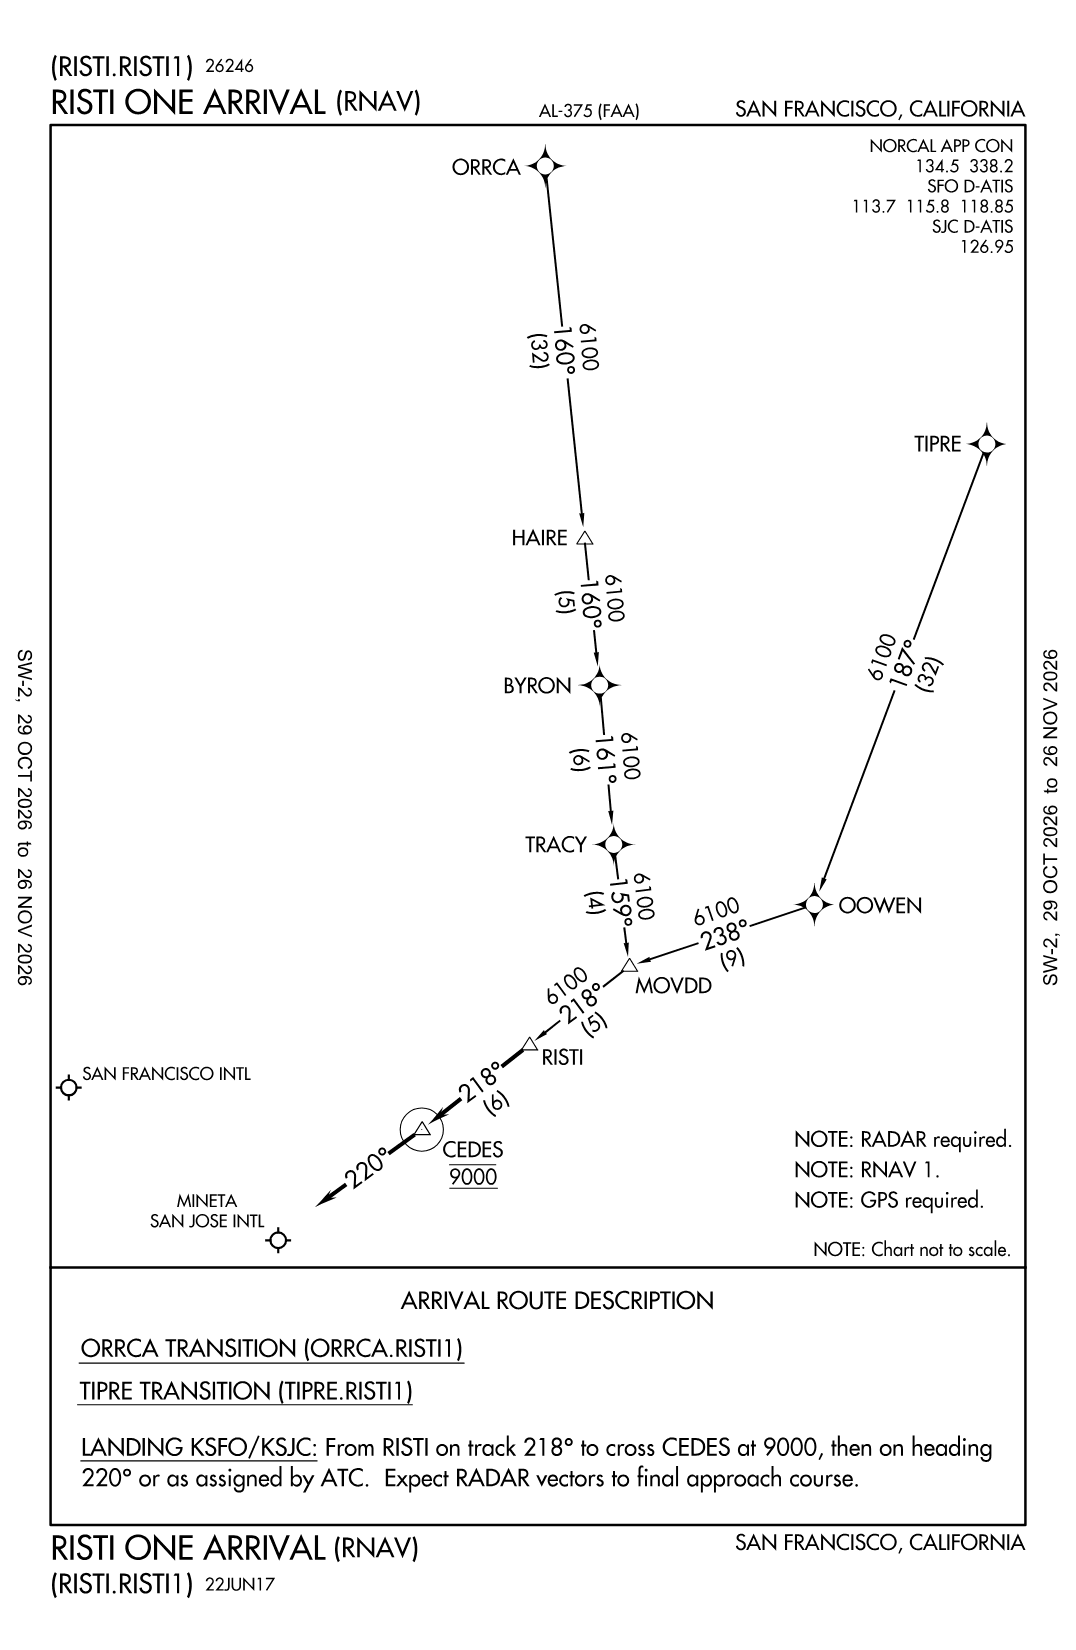 (RISTI.RISTI1) 26246
RISTI ONE ARRIVAL (RNAV)
AL-375 (FAA)
SAN FRANCISCO, CALIFORNIA
NORCAL APP CON
134.5 338.2
SFO D-ATIS
113.7 115.8 118.85
SJC D-ATIS
126.95
ORRCA
6100
160°
(32)
TIPRE
HAIRE
6100
160°
(5)
6100
187°
(32)
BYRON
6100
161°
(6)
TRACY
6100
159°
(4)
OOWEN
6100
238°
(9)
MOVDD
6100
218°
(5)
RISTI
218°
(6)
CEDES
9000
220°
SAN FRANCISCO INTL
MINETA
SAN JOSE INTL
NOTE: RADAR required.
NOTE: RNAV 1.
NOTE: GPS required.
NOTE: Chart not to scale.
SW-2, 29 OCT 2026 to 26 NOV 2026
SW-2, 29 OCT 2026 to 26 NOV 2026
ARRIVAL ROUTE DESCRIPTION
ORRCA TRANSITION (ORRCA.RISTI1)
TIPRE TRANSITION (TIPRE.RISTI1)
LANDING KSFO/KSJC: From RISTI on track 218° to cross CEDES at 9000, then on heading
220° or as assigned by ATC. Expect RADAR vectors to final approach course.
RISTI ONE ARRIVAL (RNAV)
SAN FRANCISCO, CALIFORNIA
(RISTI.RISTI1) 22JUN17